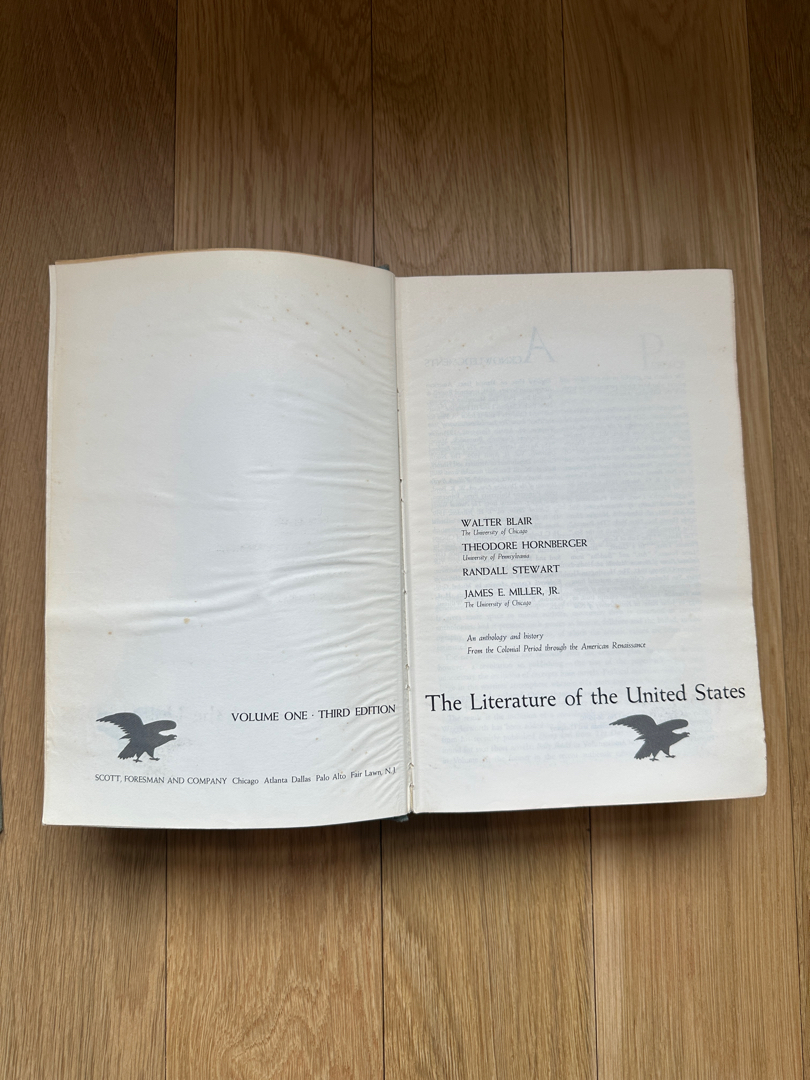 VOLUME ONE · THIRD EDITION
SCOTT, FORESMAN AND COMPANY Chicago Atlanta Dallas Palo Alto Fair Lawn, N.J.
WALTER BLAIR
The University of Chicago
THEODORE HORNBERGER
University of Pennsylvania
RANDALL STEWART
JAMES E. MILLER, JR.
The University of Chicago
An anthology and history
From the Colonial Period through the American Renaissance
The Literature of the United States